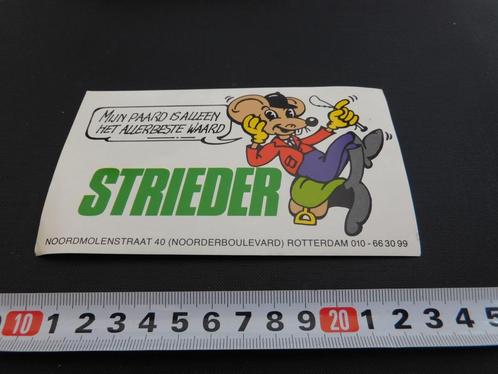 MIJN PAARD IS ALLEEN
HET ALLERBESTE WAARD
STRIEDER
NOORDMOLENSTRAAT 40 (NOORDERBOULEVARD) ROTTERDAM 010-663099
10 1 2 3 4 5 6 7 8 9 20 1 2 3 4 5